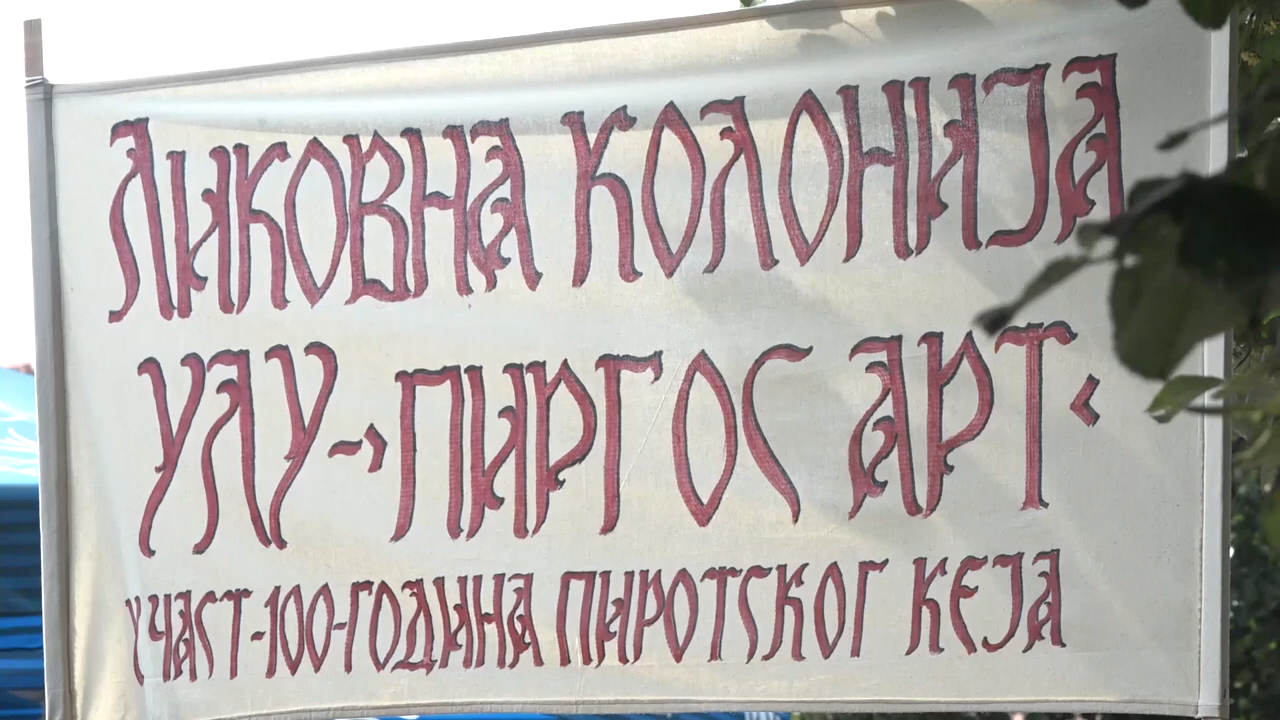 ЛИКОВНА КОЛОНИЈА
УЛУ-›ПИРГОС АРТ‹
У ЧАСТ-100-ГОДИНА ПИРОТСКОГ КЕЈА